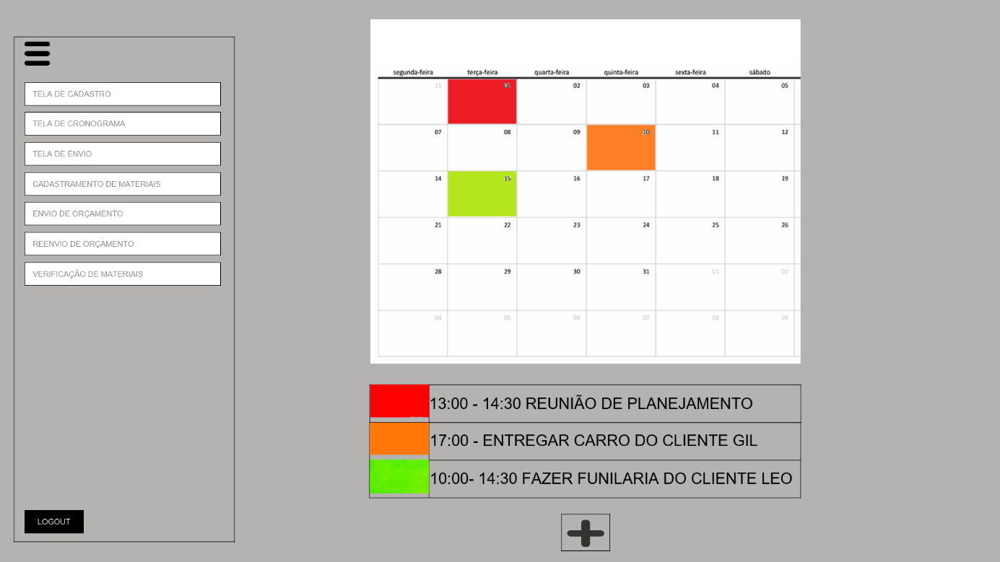 TELA DE CADASTRO
TELA DE CRONOGRAMA
TELA DE ENVIO
CADASTRAMENTO DE MATERIAIS
ENVIO DE ORÇAMENTO
REENVIO DE ORÇAMENTO
VERIFICAÇÃO DE MATERIAIS
LOGOUT
segunda-feira terça-feira quarta-feira quinta-feira sexta-feira sábado
31 02 03 04 05
07 08 09 10 11 12
14 15 16 17 18 19
21 22 23 24 25 26
28 29 30 31 01 02
04 05 06 07 08 09
13:00 - 14:30 REUNIÃO DE PLANEJAMENTO
17:00 - ENTREGAR CARRO DO CLIENTE GIL
10:00- 14:30 FAZER FUNILARIA DO CLIENTE LEO